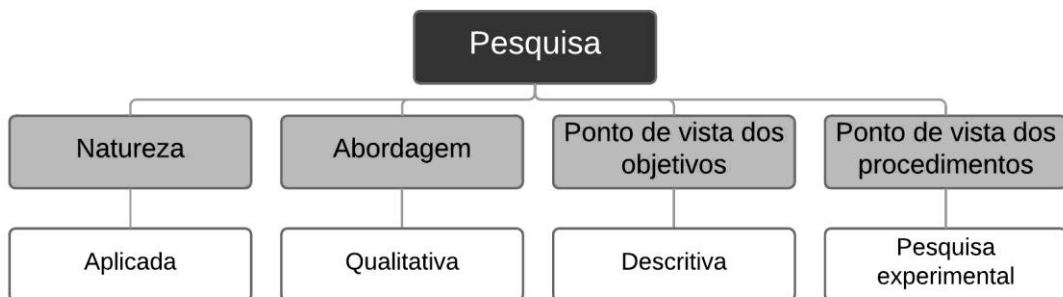 Pesquisa
Natureza
Abordagem
Ponto de vista dos
objetivos
Ponto de vista dos
procedimentos
Aplicada
Qualitativa
Descritiva
Pesquisa
experimental